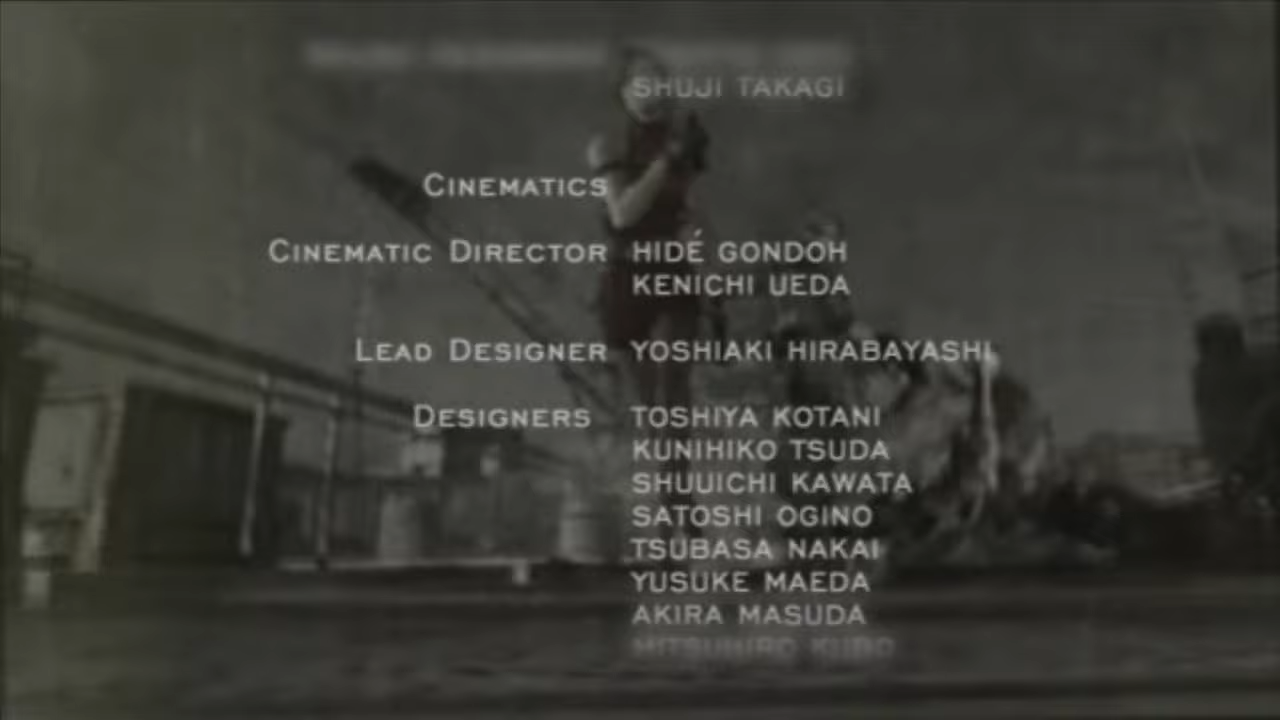 SHUJI TAKAGI
CINEMATICS
CINEMATIC DIRECTOR HIDÉ GONDOH
KENICHI UEDA
LEAD DESIGNER YOSHIAKI HIRABAYASHI
DESIGNERS TOSHIYA KOTANI
KUNIHIKO TSUDA
SHUUICHI KAWATA
SATOSHI OGINO
TSUBASA NAKAI
YUSUKE MAEDA
AKIRA MASUDA